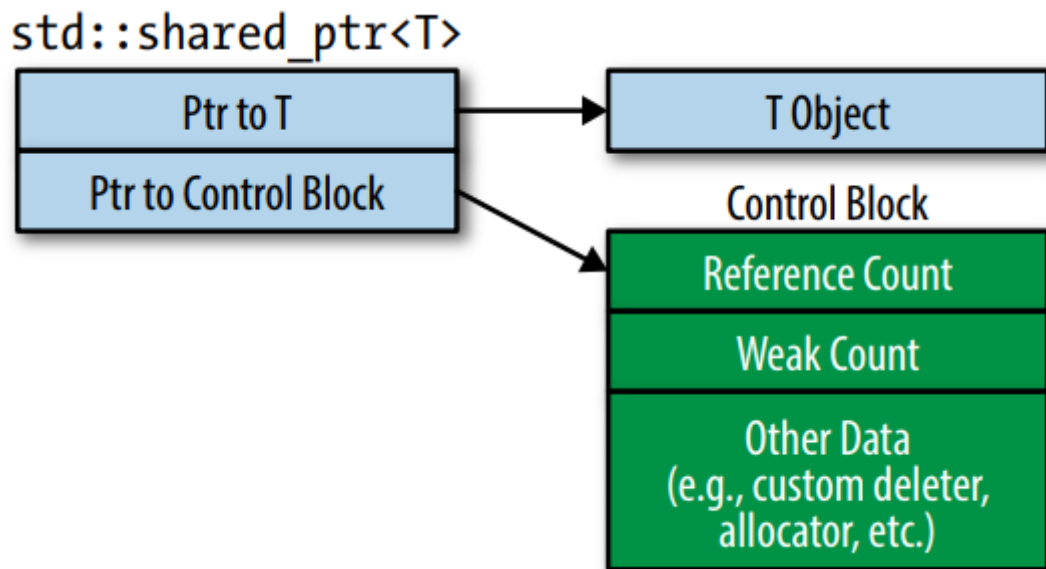 std::shared_ptr<T>
Ptr to T
T Object
Ptr to Control Block
Control Block
Reference Count
Weak Count
Other Data
(e.g., custom deleter,
allocator, etc.)